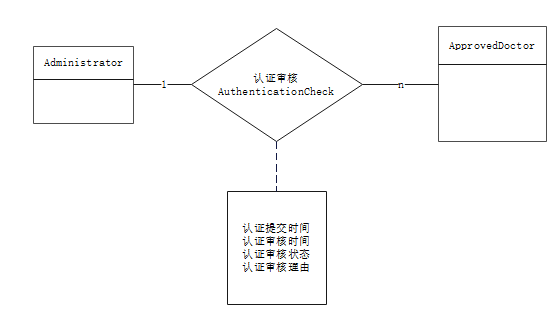 Administrator
1
认证审核
AuthenticationCheck
n
ApprovedDoctor
认证提交时间
认证审核时间
认证审核状态
认证审核理由